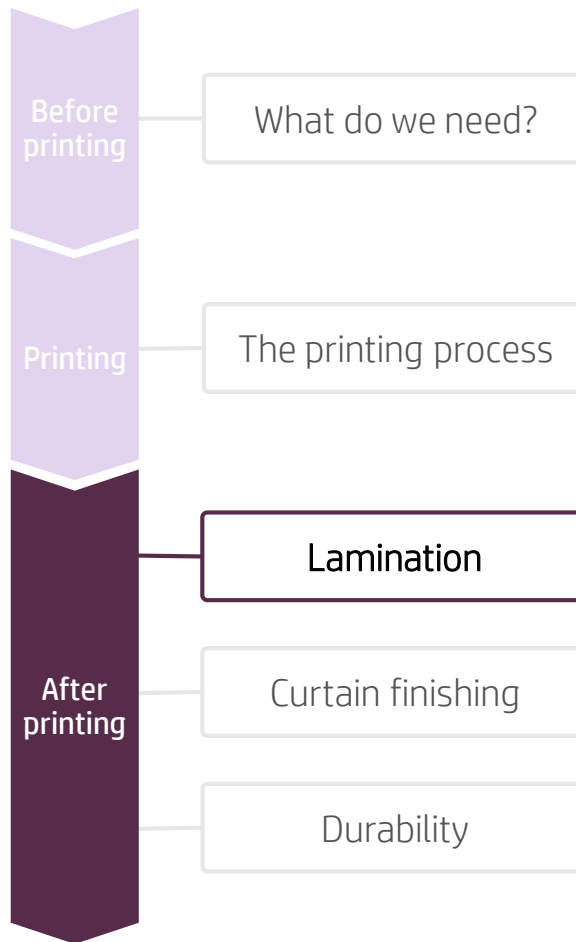 Before
printing
What do we need?
Printing
The printing process
Lamination
After
printing
Curtain finishing
Durability